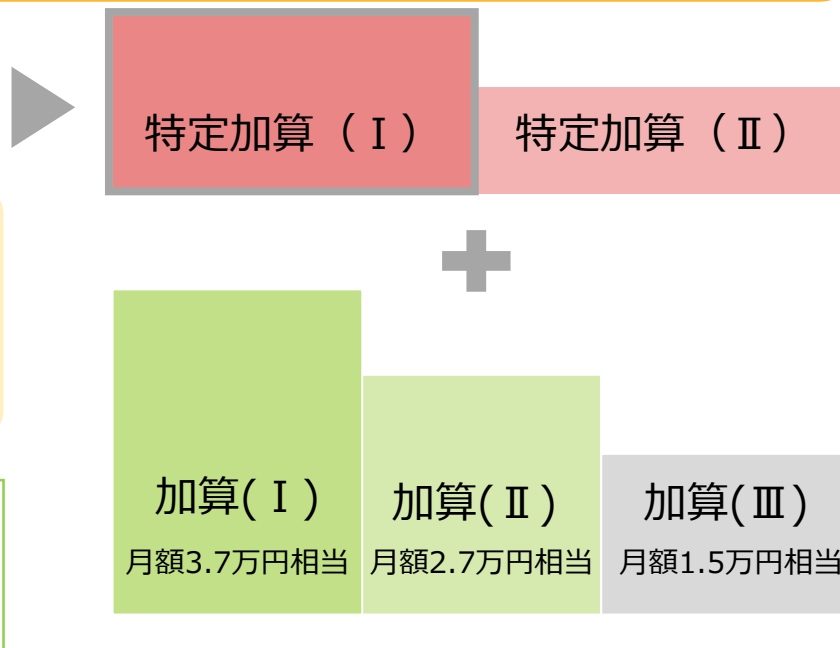 特定加算（Ⅰ）
特定加算（Ⅱ）
加算(Ⅰ)
月額3.7万円相当
加算(Ⅱ)
月額2.7万円相当
加算(Ⅲ)
月額1.5万円相当